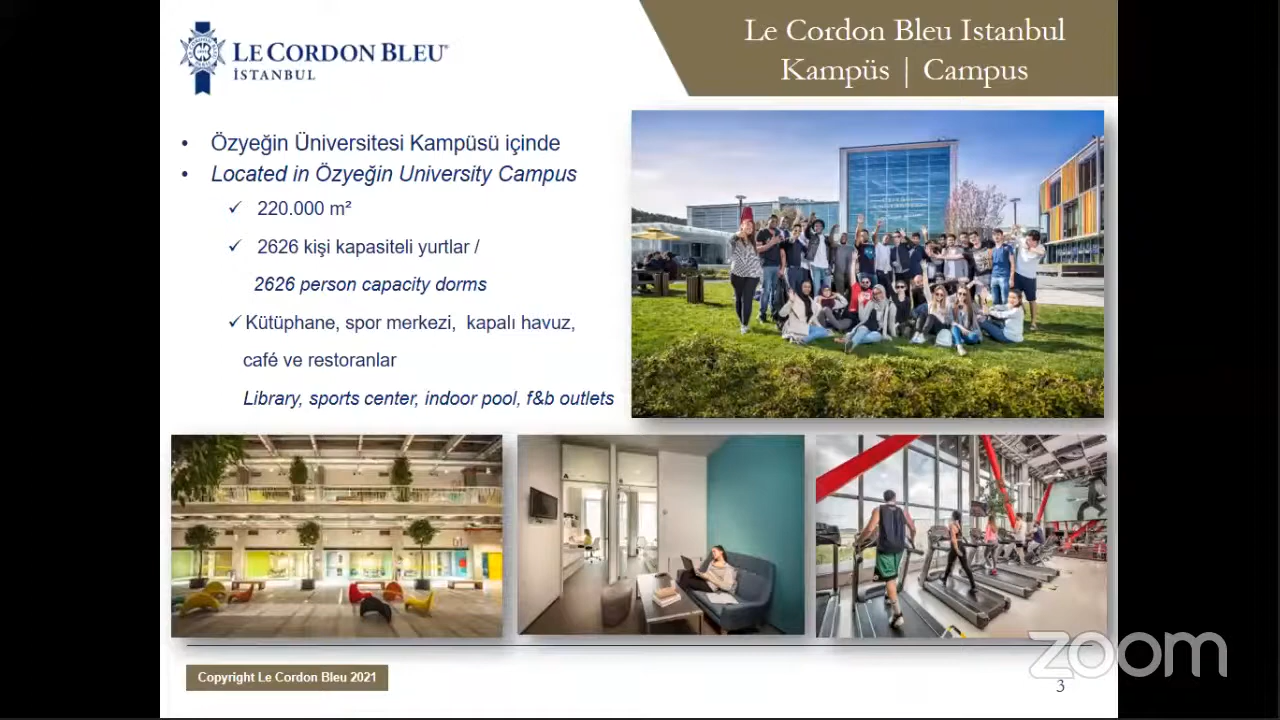 LE CORDON BLEU®
İSTANBUL
Le Cordon Bleu Istanbul
Kampüs | Campus
• Özyeğin Üniversitesi Kampüsü içinde
• Located in Özyeğin University Campus
✓ 220.000 m²
✓ 2626 kişi kapasiteli yurtlar /
2626 person capacity dorms
✓ Kütüphane, spor merkezi, kapalı havuz,
café ve restoranlar
Library, sports center, indoor pool, f&b outlets
Copyright Le Cordon Bleu 2021
zoom
3